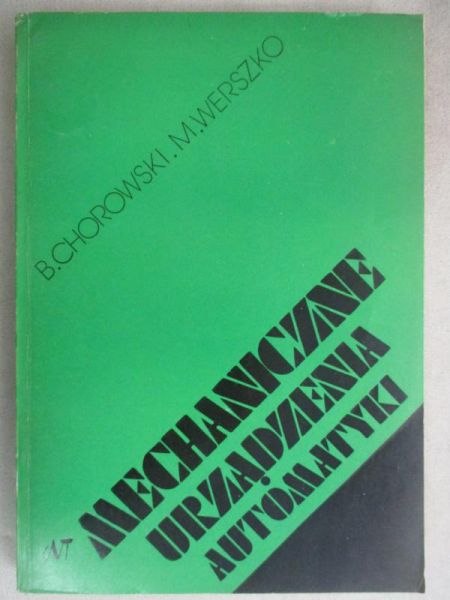 B.CHOROWSKI. M.WERSZKO
MECHANICZNE
URZĄDZENIA
AUTOMATYKI
WNT